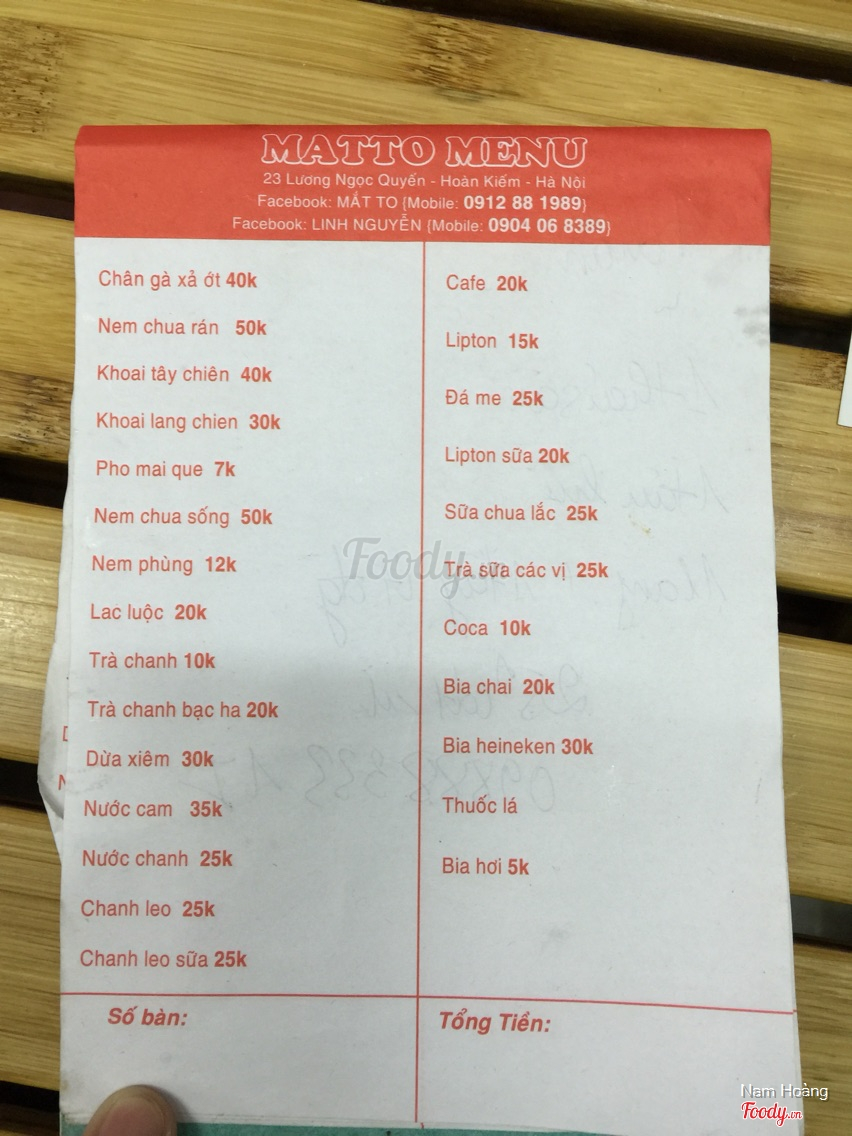 MATTO MENU
23 Lương Ngọc Quyến - Hoàn Kiếm - Hà Nội
Facebook: MẮT TO {Mobile: 0912 88 1989}
Facebook: LINH NGUYỄN {Mobile: 0904 06 8389}
Chân gà xả ớt 40k
Nem chua rán 50k
Khoai tây chiên 40k
Khoai lang chien 30k
Pho mai que 7k
Nem chua sống 50k
Nem phùng 12k
Lac luộc 20k
Trà chanh 10k
Trà chanh bạc ha 20k
Dừa xiêm 30k
Nước cam 35k
Nước chanh 25k
Chanh leo 25k
Chanh leo sữa 25k
Cafe 20k
Lipton 15k
Đá me 25k
Lipton sữa 20k
Sữa chua lắc 25k
Trà sữa các vị 25k
Coca 10k
Bia chai 20k
Bia heineken 30k
Thuốc lá
Bia hơi 5k
Số bàn:
Tổng Tiền:
Foody
Nam Hoàng
Foody.vn